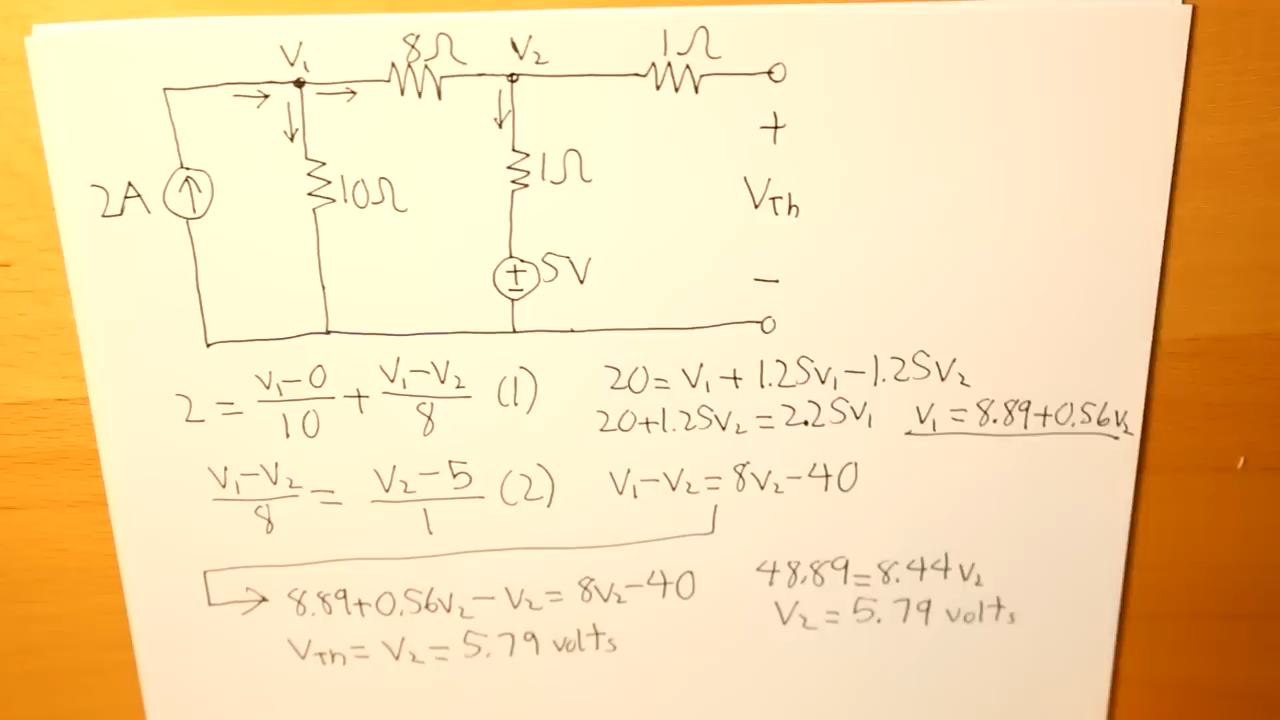 V₁ 8Ω V₂ 1Ω
+
2A 10Ω 1Ω V_Th
+ 5V
−
2 = (V₁−0)/10 + (V₁−V₂)/8 (1)
20 = V₁ + 1.25V₁ − 1.25V₂
20+1.25V₂ = 2.25V₁ V₁ = 8.89+0.56V₂
(V₁−V₂)/8 = (V₂−5)/1 (2) V₁−V₂ = 8V₂−40
8.89+0.56V₂ − V₂ = 8V₂−40
48.89 = 8.44V₂
V₂ = 5.79 volts
V_Th = V₂ = 5.79 volts